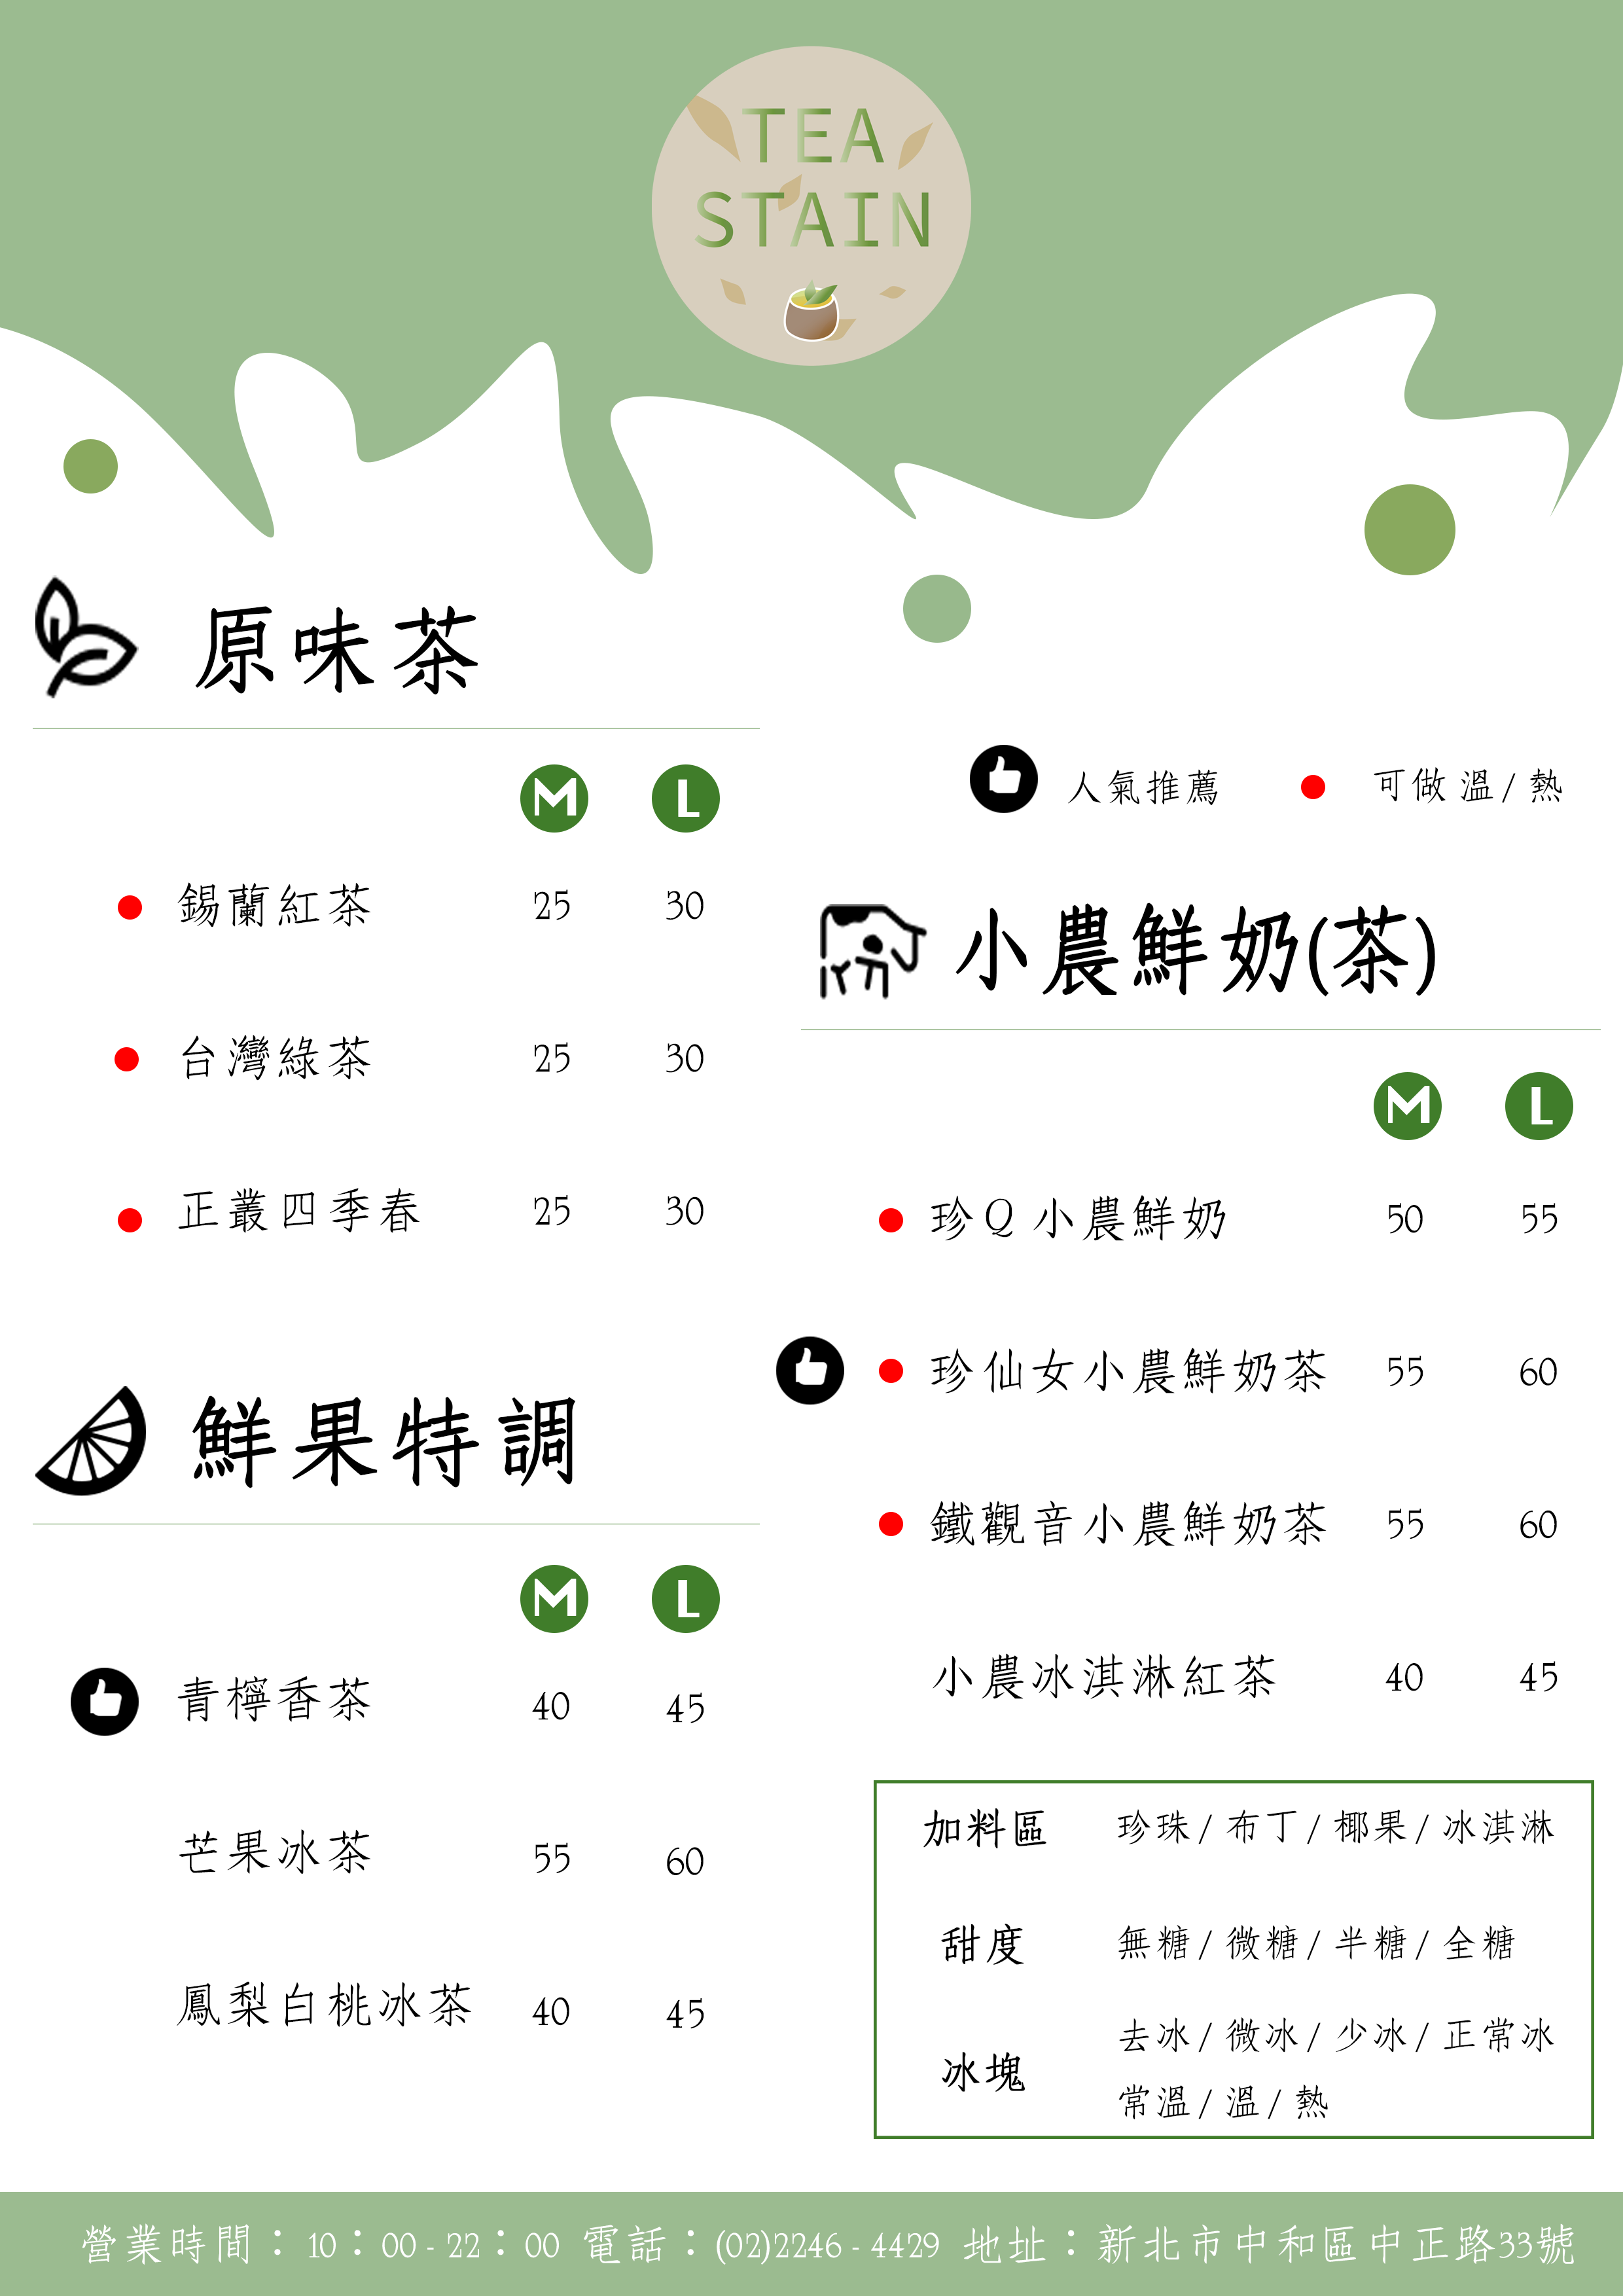 TEA
STAIN
原味茶
M L
錫蘭紅茶 25 30
台灣綠茶 25 30
正叢四季春 25 30
鮮果特調
M L
青檸香茶 40 45
芒果冰茶 55 60
鳳梨白桃冰茶 40 45
人氣推薦 可做 溫/ 熱
小農鮮奶(茶)
M L
珍Q 小農鮮奶 50 55
珍仙女小農鮮奶茶 55 60
鐵觀音小農鮮奶茶 55 60
小農冰淇淋紅茶 40 45
加料區 珍珠/ 布丁/ 椰果/ 冰淇淋
甜度 無糖/ 微糖/ 半糖/ 全糖
冰塊 去冰/ 微冰/ 少冰/ 正常冰
常溫/ 溫/ 熱
營業時間：10：00-22：00 電話：(02)2246-4429 地址：新北市中和區中正路33號